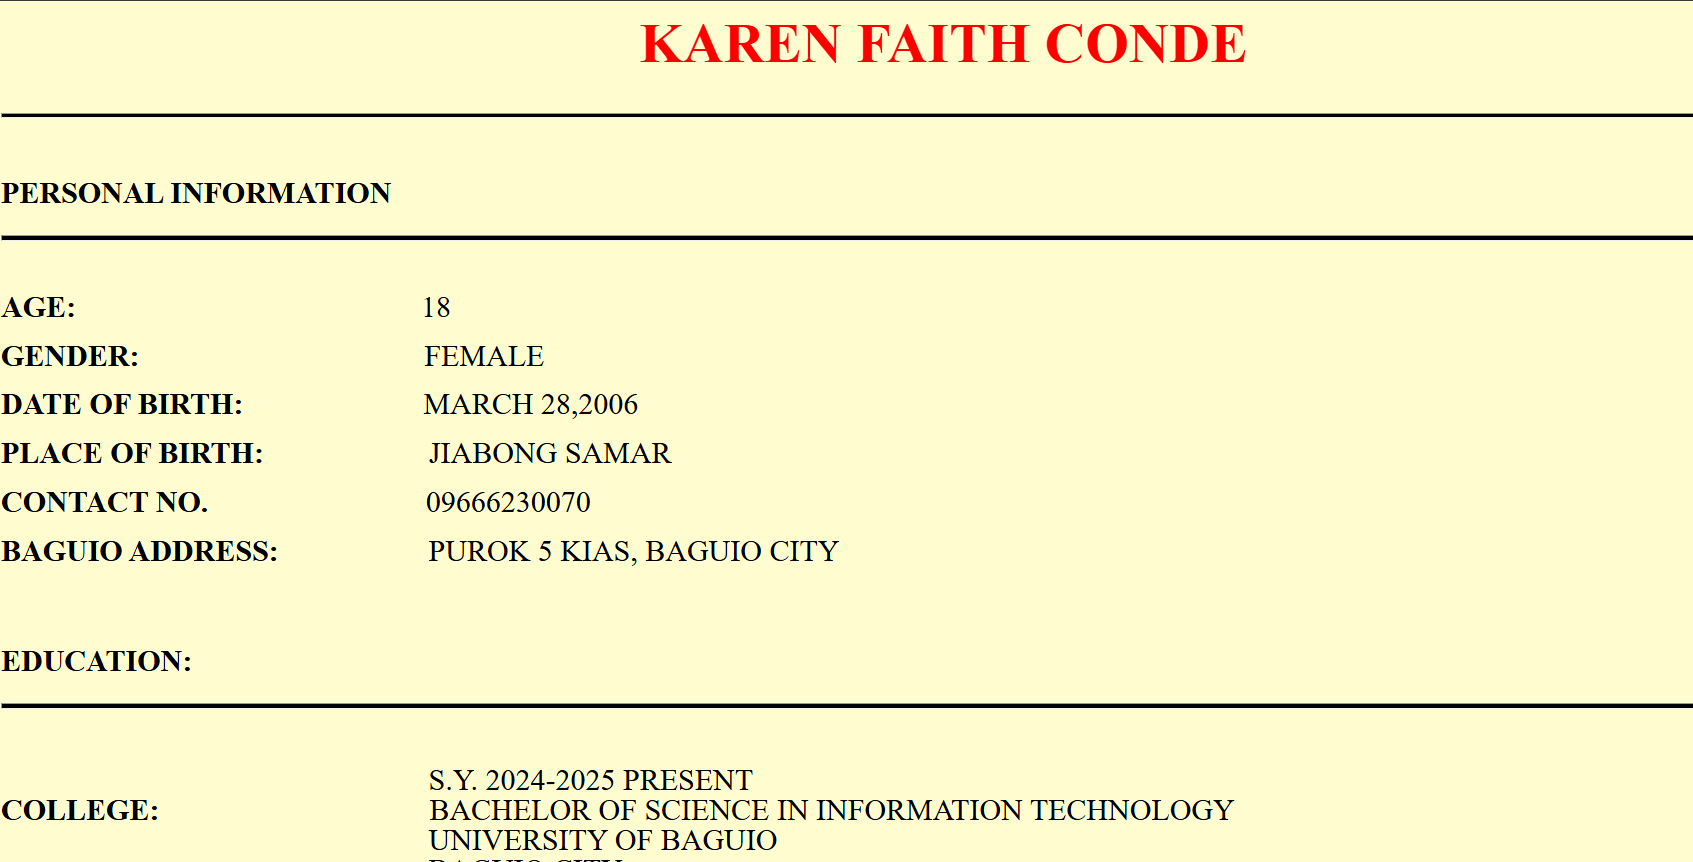 KAREN FAITH CONDE
PERSONAL INFORMATION
AGE: 18
GENDER: FEMALE
DATE OF BIRTH: MARCH 28,2006
PLACE OF BIRTH: JIABONG SAMAR
CONTACT NO. 09666230070
BAGUIO ADDRESS: PUROK 5 KIAS, BAGUIO CITY
EDUCATION:
S.Y. 2024-2025 PRESENT
COLLEGE: BACHELOR OF SCIENCE IN INFORMATION TECHNOLOGY
UNIVERSITY OF BAGUIO